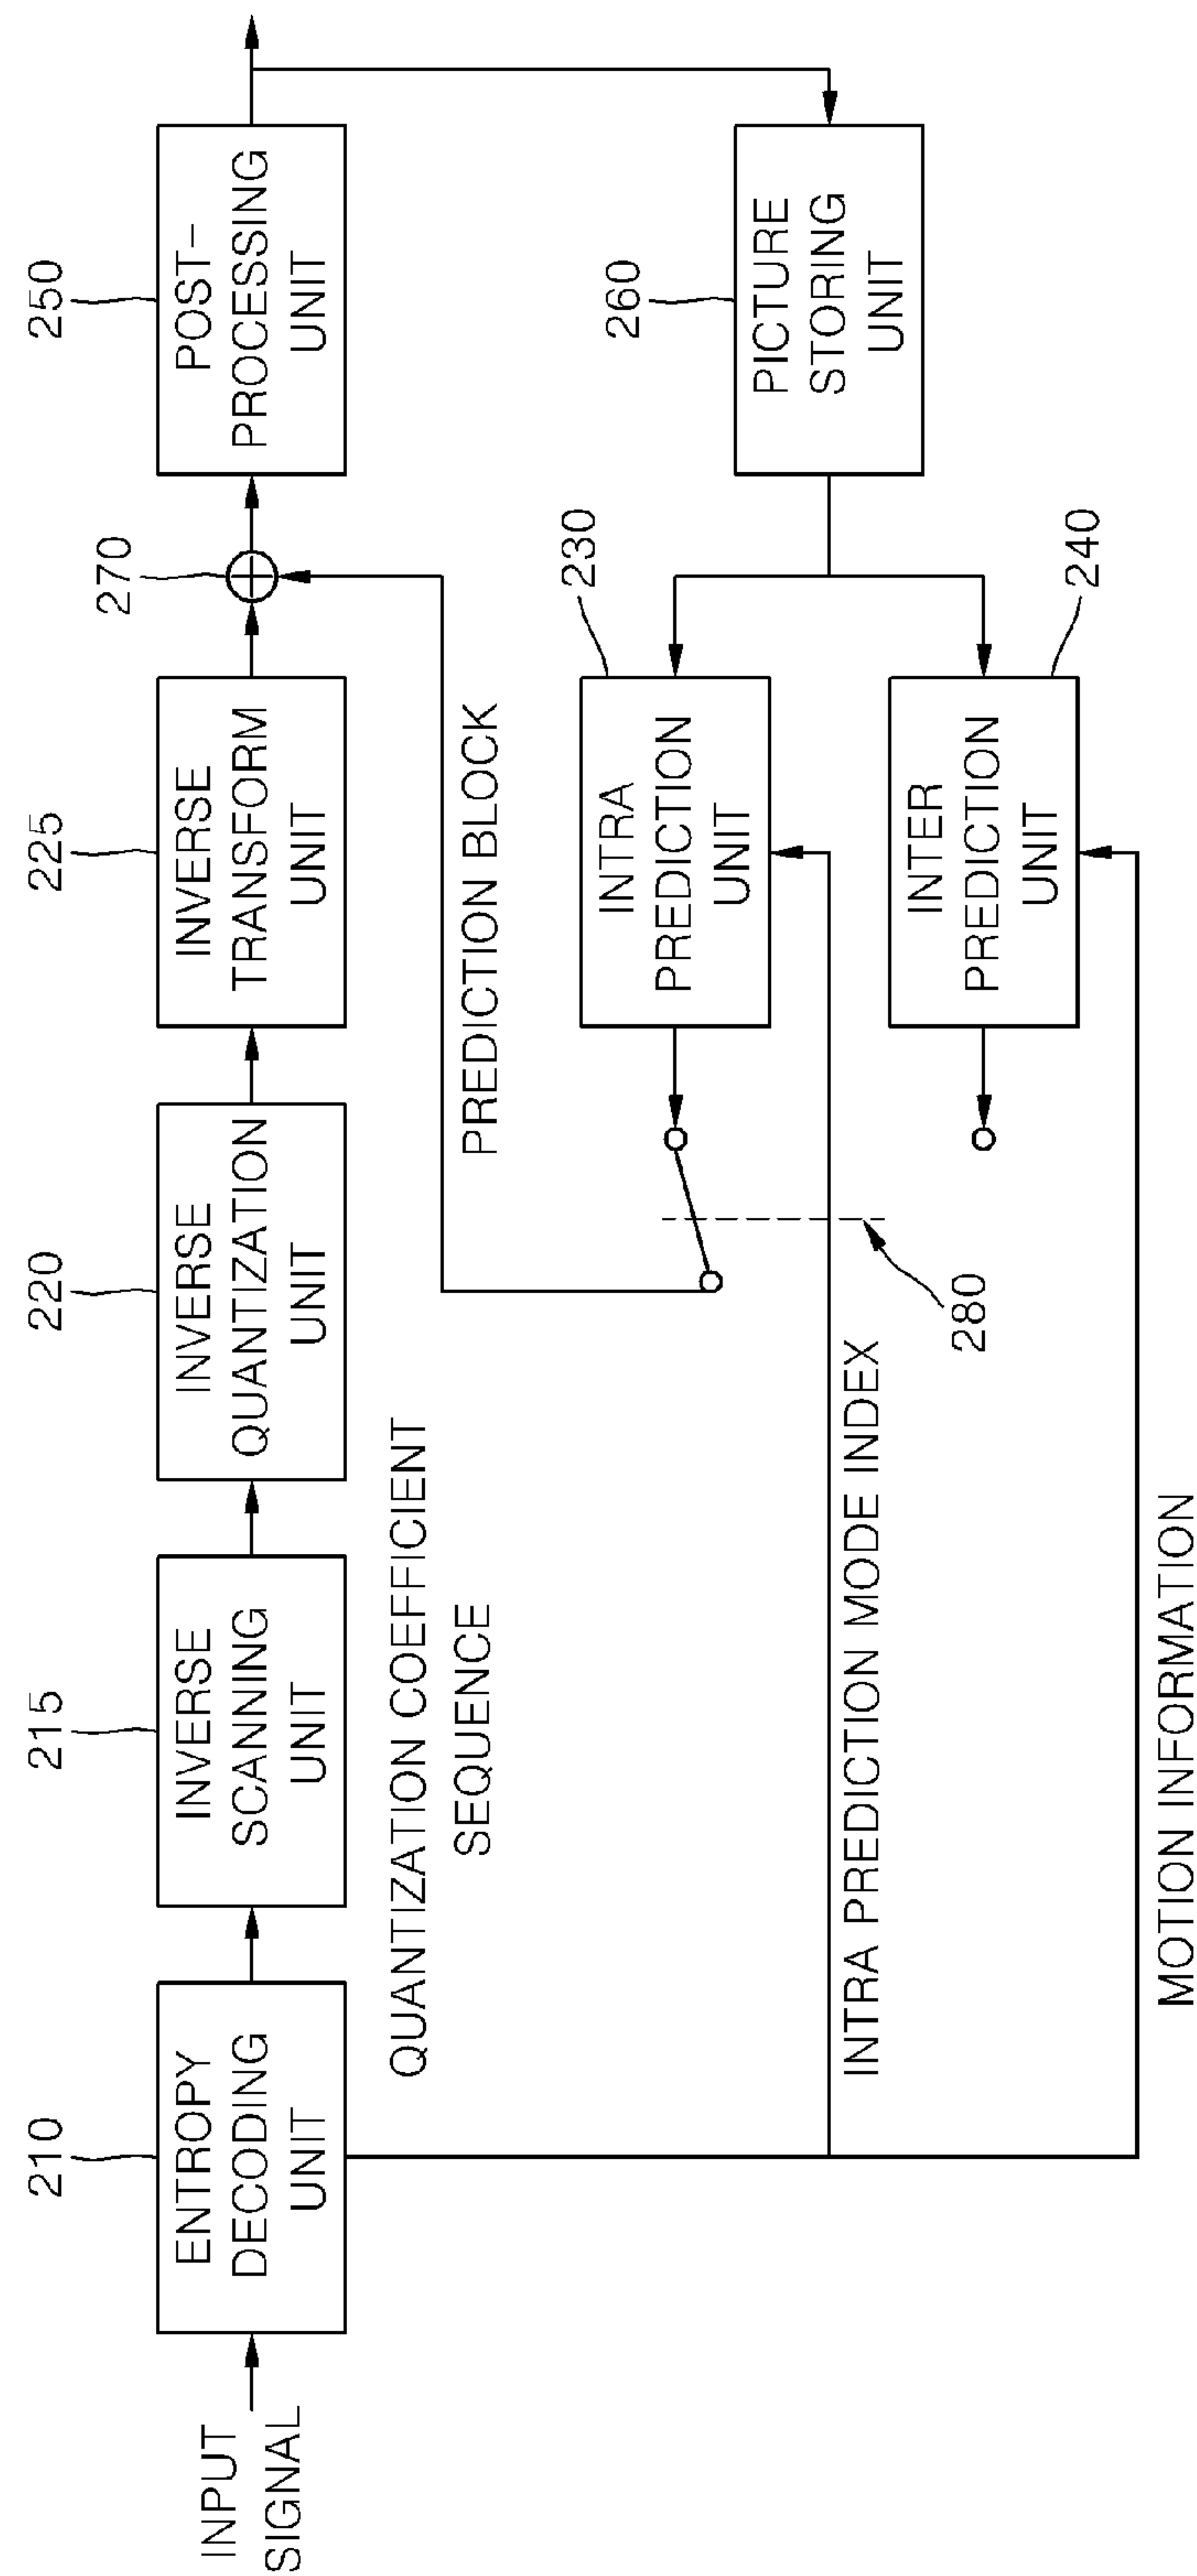 INPUT
SIGNAL
210
ENTROPY
DECODING
UNIT
215
INVERSE
SCANNING
UNIT
220
INVERSE
QUANTIZATION
UNIT
225
INVERSE
TRANSFORM
UNIT
270
250
POST-
PROCESSING
UNIT
QUANTIZATION COEFFICIENT
SEQUENCE
PREDICTION BLOCK
230
INTRA
PREDICTION
UNIT
260
PICTURE
STORING
UNIT
INTRA PREDICTION MODE INDEX
280
INTER
PREDICTION
UNIT
240
MOTION INFORMATION